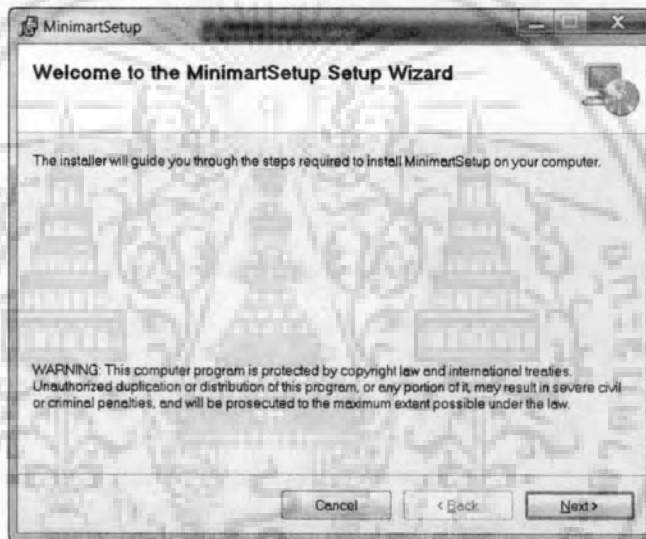 MinimartSetup
Welcome to the MinimartSetup Setup Wizard
The installer will guide you through the steps required to install MinimartSetup on your computer.
WARNING: This computer program is protected by copyright law and international treaties.
Unauthorized duplication or distribution of this program, or any portion of it, may result in severe civil
or criminal penalties, and will be prosecuted to the maximum extent possible under the law.
Cancel
< Back
Next >